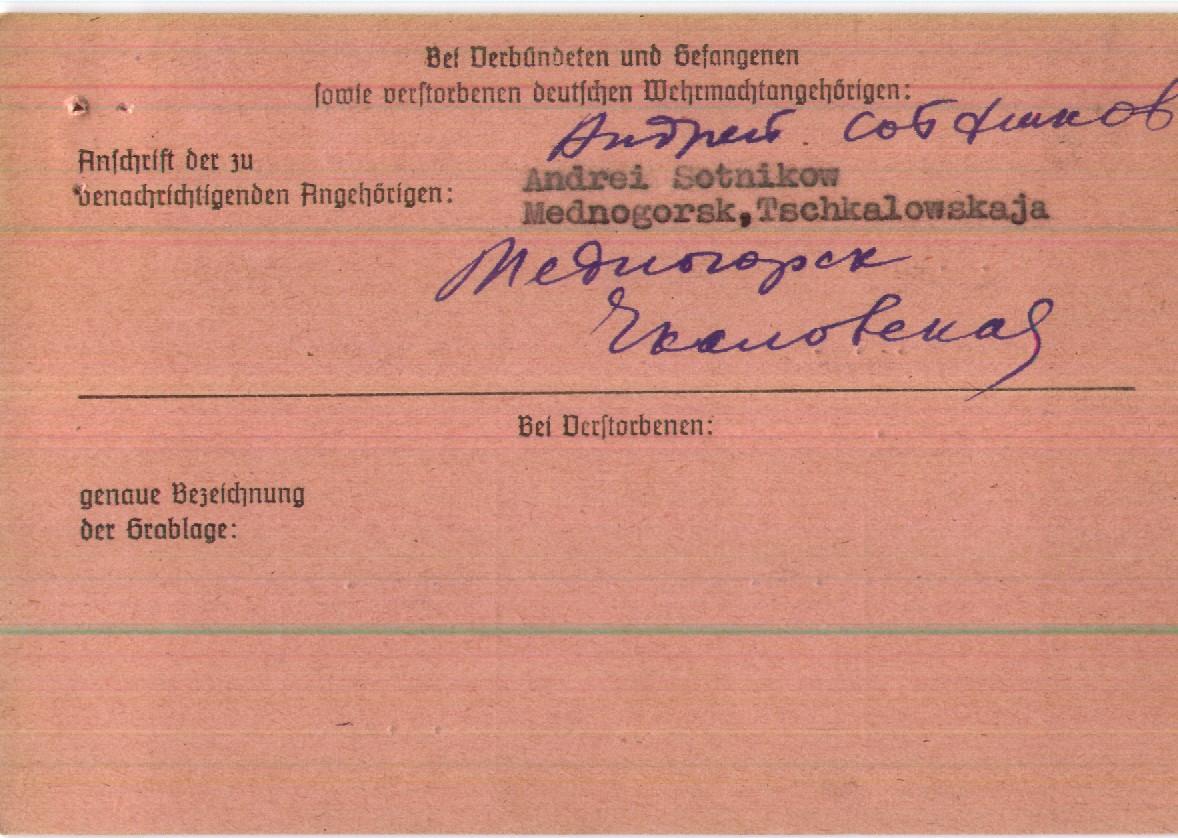 Bei Verbündeten und Gefangenen
sowie verstorbenen deutschen Wehrmachtangehörigen:
Андрей. Сотников
Anschrift der zu
benachrichtigenden Angehörigen:
Andrei Sotnikow
Mednogorsk,Tschkalowskaja
Медногорск
Чкаловская
Bei Verstorbenen:
genaue Bezeichnung
der Grablage: